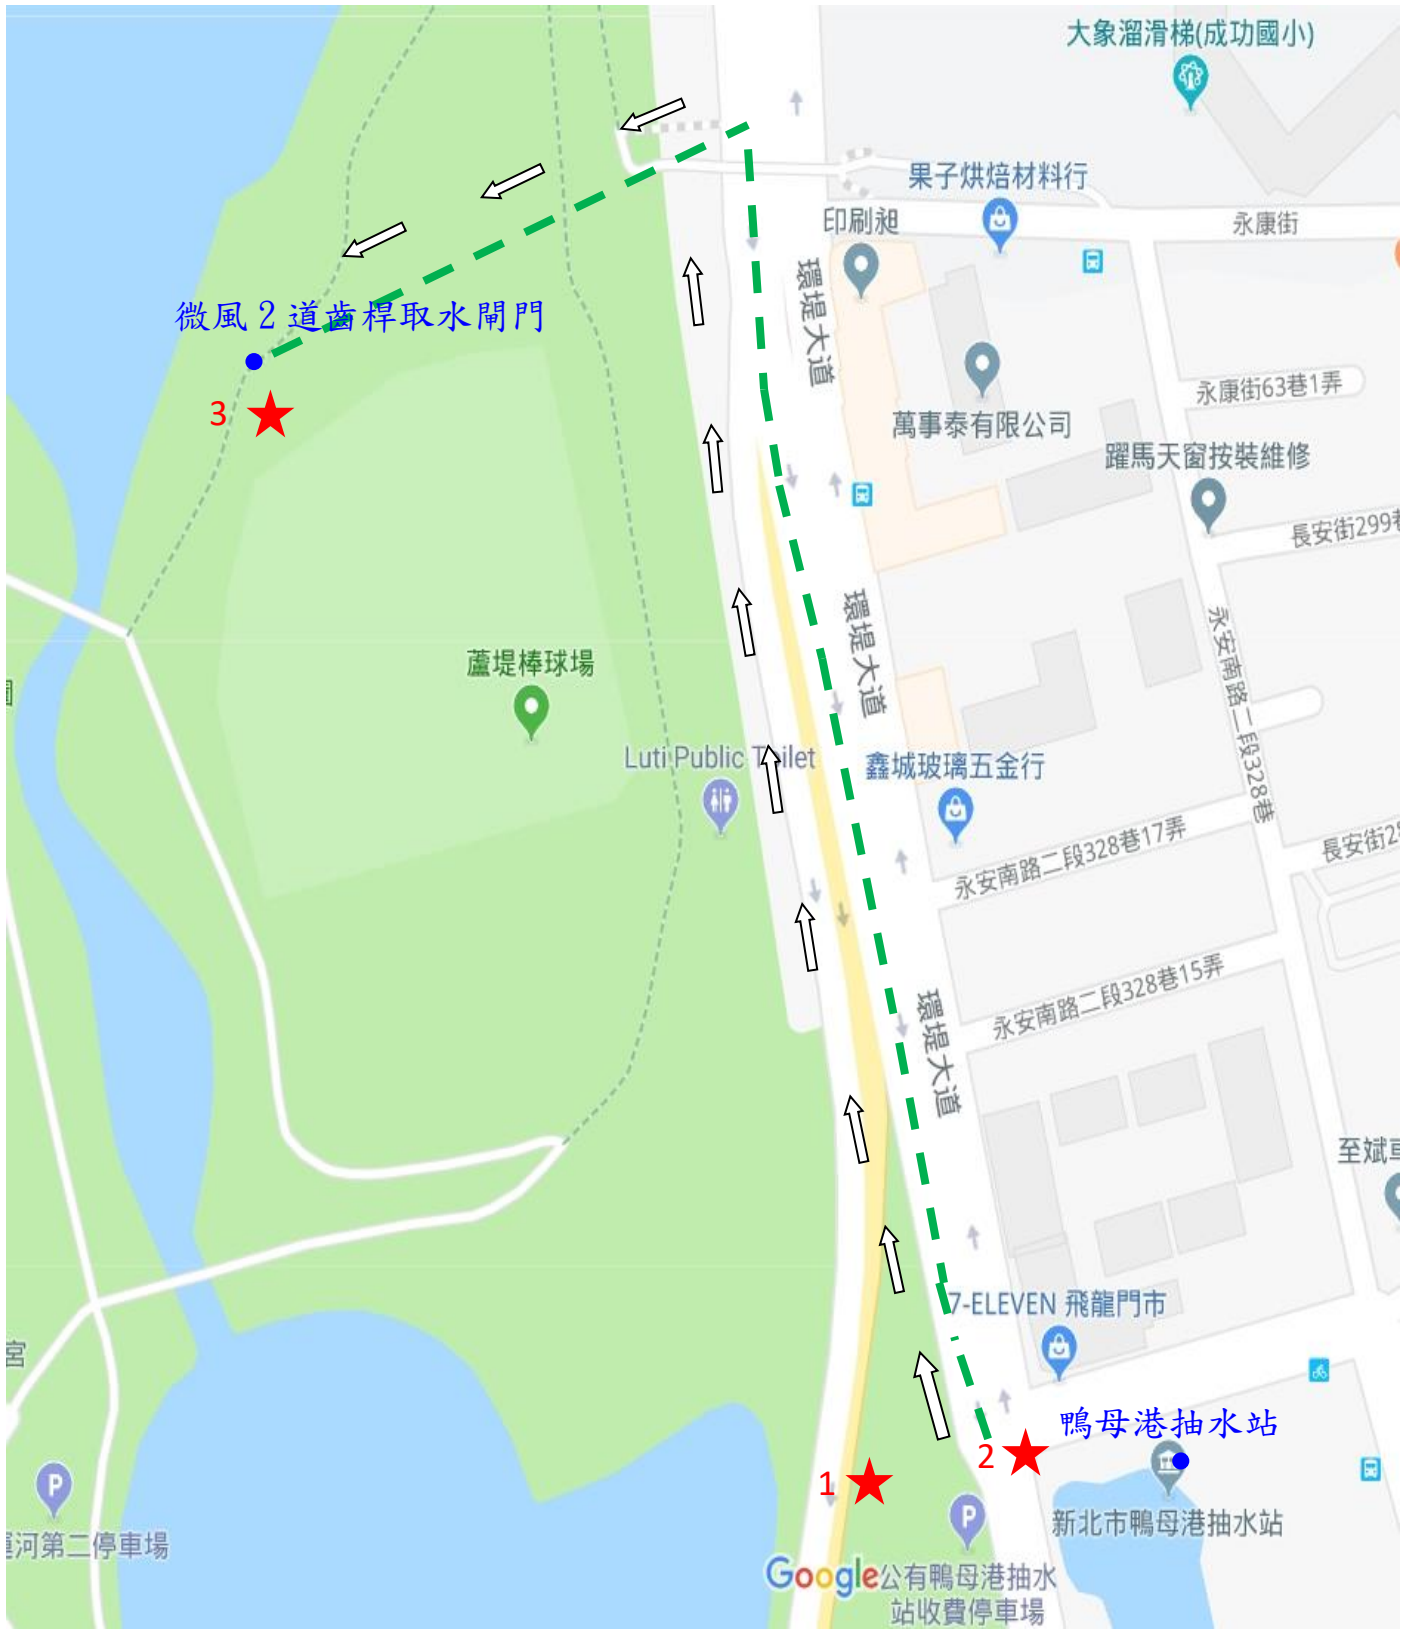 大象溜滑梯(成功國小)
果子烘焙材料行
印刷昶
永康街
環堤大道
微風2道齒桿取水閘門
永康街63巷1弄
3
萬事泰有限公司
躍馬天窗按裝維修
長安街299巷
環堤大道
永安南路二段328巷
蘆堤棒球場
Luti Public Toilet
鑫城玻璃五金行
永安南路二段328巷17弄
長安街2
永安南路二段328巷15弄
環堤大道
至斌車
7-ELEVEN 飛龍門市
宮
鴨母港抽水站
2
1
P
P
新北市鴨母港抽水站
河第二停車場
Google
公有鴨母港抽水
站收費停車場